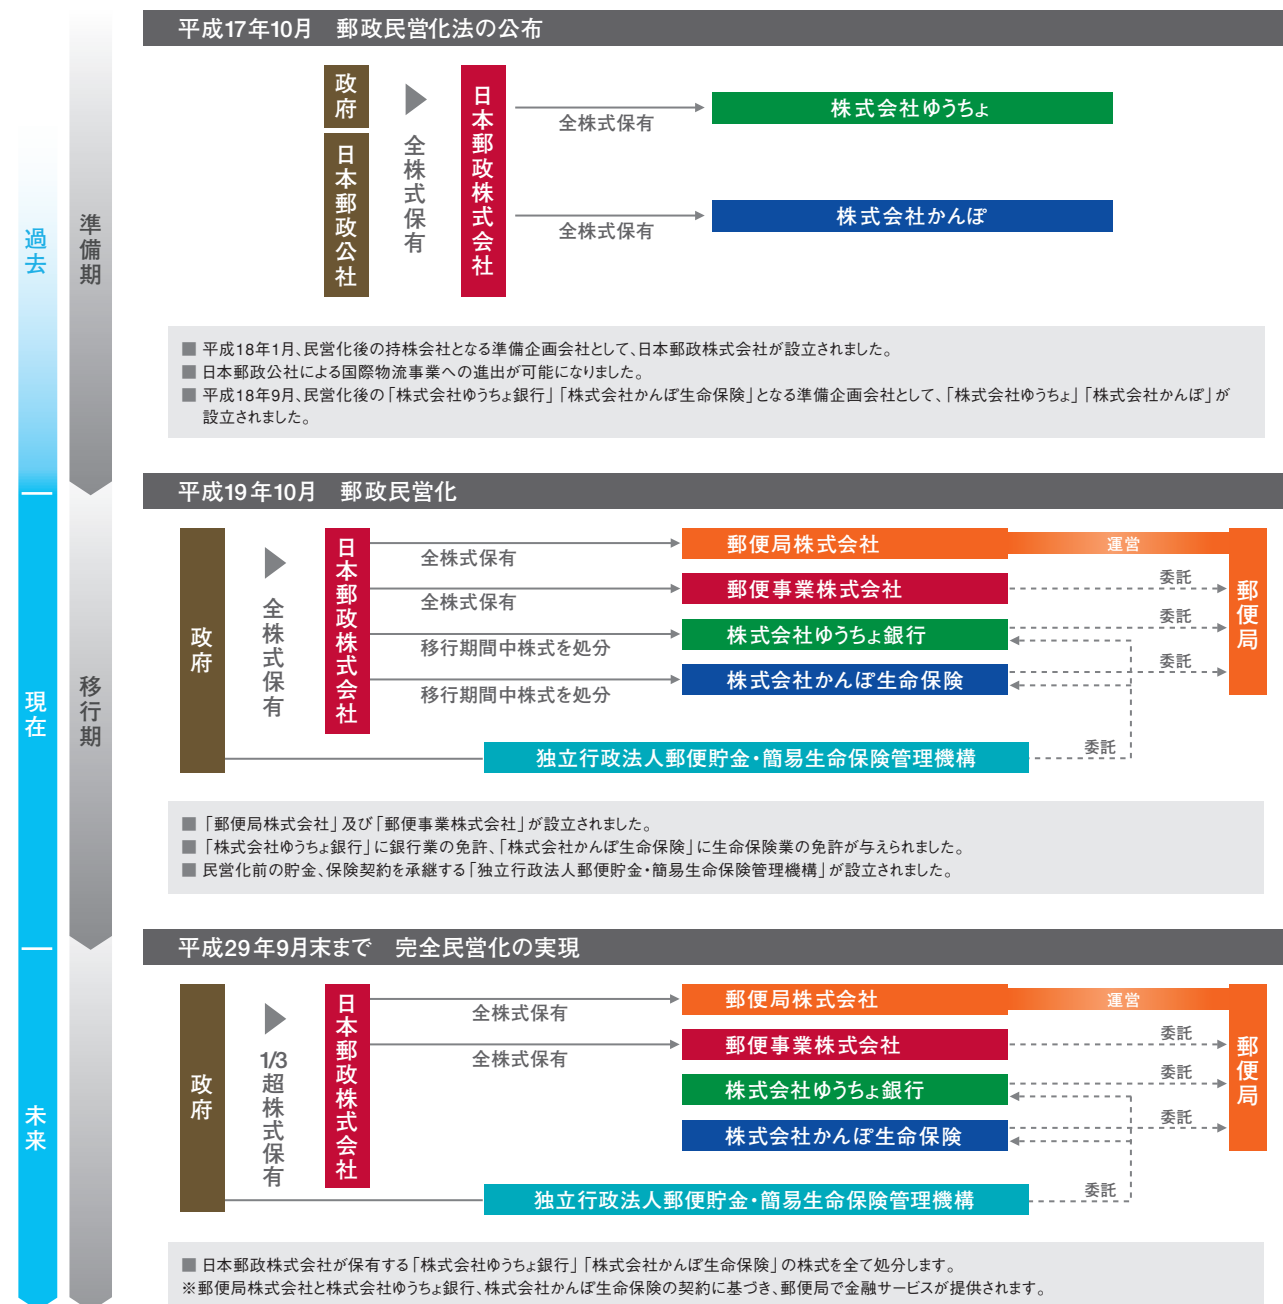 過去
現在
未来
準備期
移行期
平成17年10月　郵政民営化法の公布
政府
日本郵政公社
全株式保有
日本郵政株式会社
全株式保有
株式会社ゆうちょ
全株式保有
株式会社かんぽ
■ 平成18年1月、民営化後の持株会社となる準備企画会社として、日本郵政株式会社が設立されました。
■ 日本郵政公社による国際物流事業への進出が可能になりました。
■ 平成18年9月、民営化後の「株式会社ゆうちょ銀行」「株式会社かんぽ生命保険」となる準備企画会社として、「株式会社ゆうちょ」「株式会社かんぽ」が
設立されました。
平成19年10月　郵政民営化
政府
全株式保有
日本郵政株式会社
全株式保有
郵便局株式会社
運営
全株式保有
郵便事業株式会社
委託
移行期間中株式を処分
株式会社ゆうちょ銀行
委託
移行期間中株式を処分
株式会社かんぽ生命保険
委託
郵便局
独立行政法人郵便貯金・簡易生命保険管理機構
委託
■ 「郵便局株式会社」及び「郵便事業株式会社」が設立されました。
■ 「株式会社ゆうちょ銀行」に銀行業の免許、「株式会社かんぽ生命保険」に生命保険業の免許が与えられました。
■ 民営化前の貯金、保険契約を承継する「独立行政法人郵便貯金・簡易生命保険管理機構」が設立されました。
平成29年9月末まで　完全民営化の実現
政府
1/3超株式保有
日本郵政株式会社
全株式保有
郵便局株式会社
運営
全株式保有
郵便事業株式会社
委託
株式会社ゆうちょ銀行
委託
株式会社かんぽ生命保険
委託
郵便局
独立行政法人郵便貯金・簡易生命保険管理機構
委託
■ 日本郵政株式会社が保有する「株式会社ゆうちょ銀行」「株式会社かんぽ生命保険」の株式を全て処分します。
※郵便局株式会社と株式会社ゆうちょ銀行、株式会社かんぽ生命保険の契約に基づき、郵便局で金融サービスが提供されます。